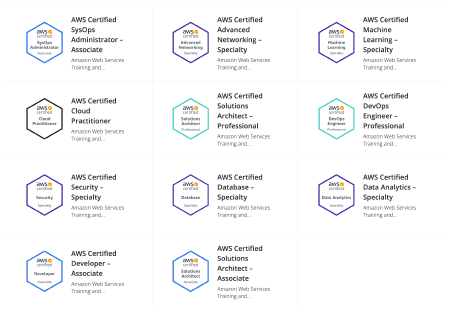 aws
certified
SysOps
Administrator
Associate
AWS Certified
SysOps
Administrator –
Associate
Amazon Web Services
Training and...
aws
certified
Advanced
Networking
Specialty
AWS Certified
Advanced
Networking –
Specialty
Amazon Web Services
Training and...
aws
certified
Machine
Learning
Specialty
AWS Certified
Machine
Learning –
Specialty
Amazon Web Services
Training and...
aws
certified
Cloud
Practitioner
AWS Certified
Cloud
Practitioner
Amazon Web Services
Training and...
aws
certified
Solutions
Architect
Professional
AWS Certified
Solutions
Architect –
Professional
Amazon Web Services
Training and...
aws
certified
DevOps
Engineer
Professional
AWS Certified
DevOps
Engineer –
Professional
Amazon Web Services
Training and...
aws
certified
Security
Specialty
AWS Certified
Security –
Specialty
Amazon Web Services
Training and...
aws
certified
Database
Specialty
AWS Certified
Database –
Specialty
Amazon Web Services
Training and...
aws
certified
Data Analytics
Specialty
AWS Certified
Data Analytics –
Specialty
Amazon Web Services
Training and...
aws
certified
Developer
Associate
AWS Certified
Developer –
Associate
Amazon Web Services
Training and...
aws
certified
Solutions
Architect
Associate
AWS Certified
Solutions
Architect –
Associate
Amazon Web Services
Training and...